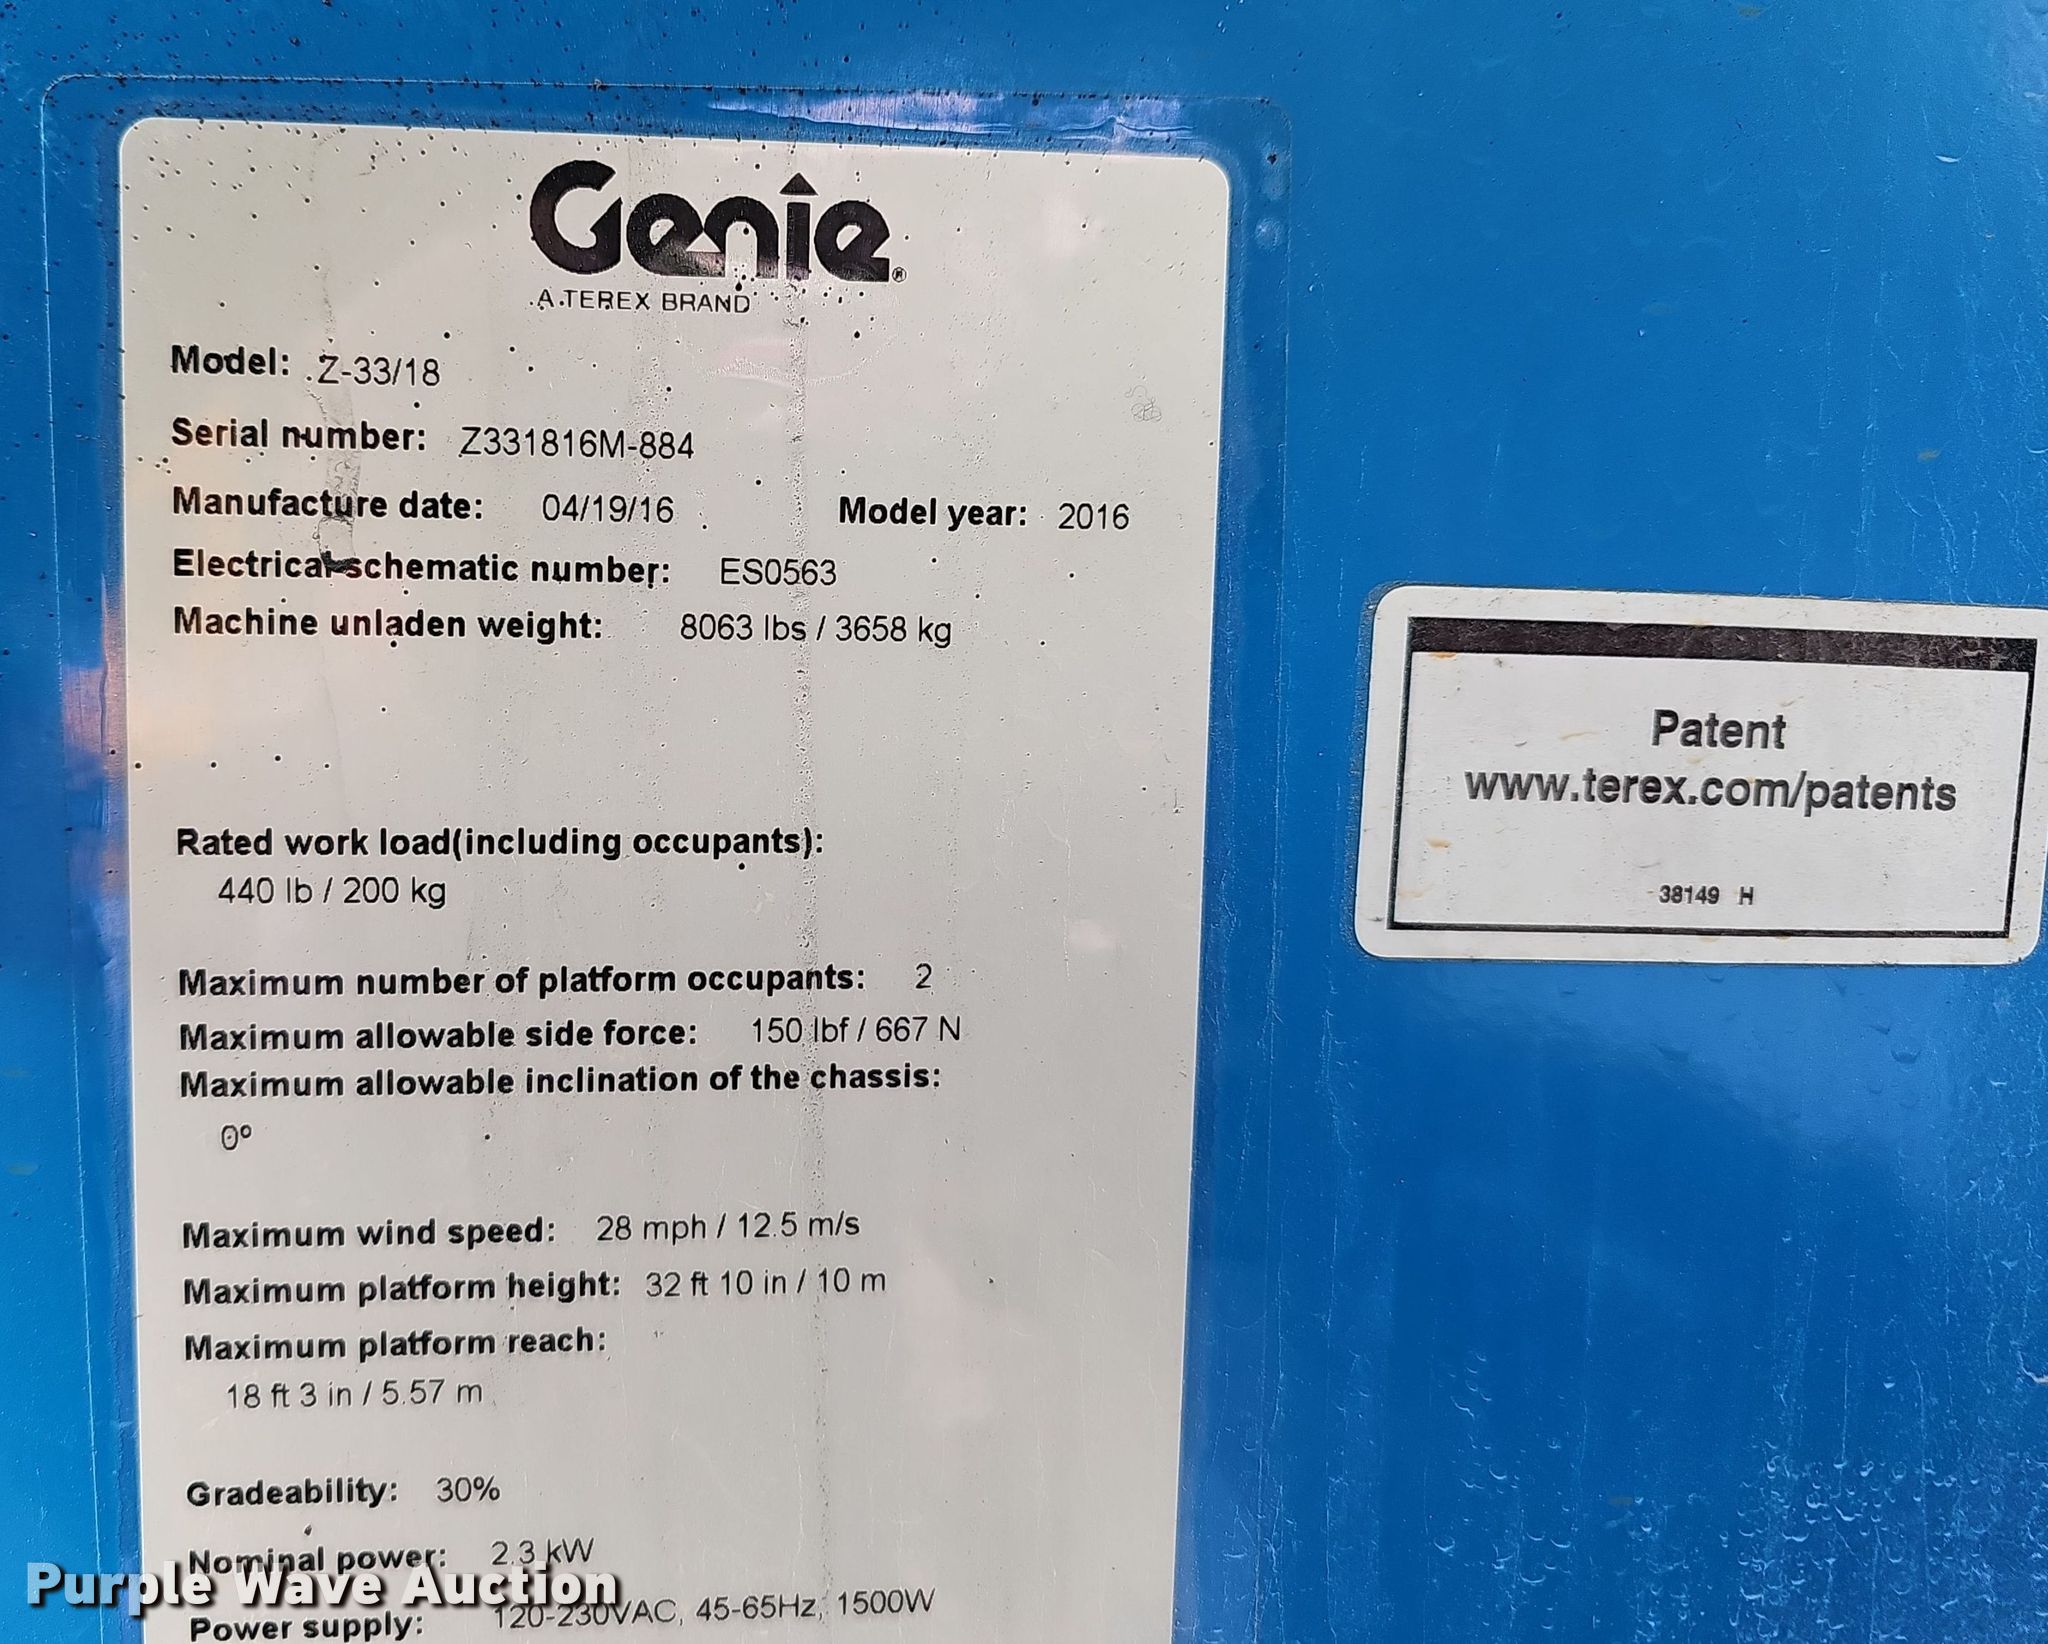 Genie®
A TEREX BRAND
Model: Z-33/18
Serial number: Z331816M-884
Manufacture date: 04/19/16 Model year: 2016
Electrical schematic number: ES0563
Machine unladen weight: 8063 lbs / 3658 kg
Rated work load(including occupants):
440 lb / 200 kg
Maximum number of platform occupants: 2
Maximum allowable side force: 150 lbf / 667 N
Maximum allowable inclination of the chassis:
0º
Maximum wind speed: 28 mph / 12.5 m/s
Maximum platform height: 32 ft 10 in / 10 m
Maximum platform reach:
18 ft 3 in / 5.57 m
Gradeability: 30%
Nominal power: 2.3 kW
Power supply: 120-230VAC, 45-65Hz, 1500W
Patent
www.terex.com/patents
38149 H
Purple Wave Auction